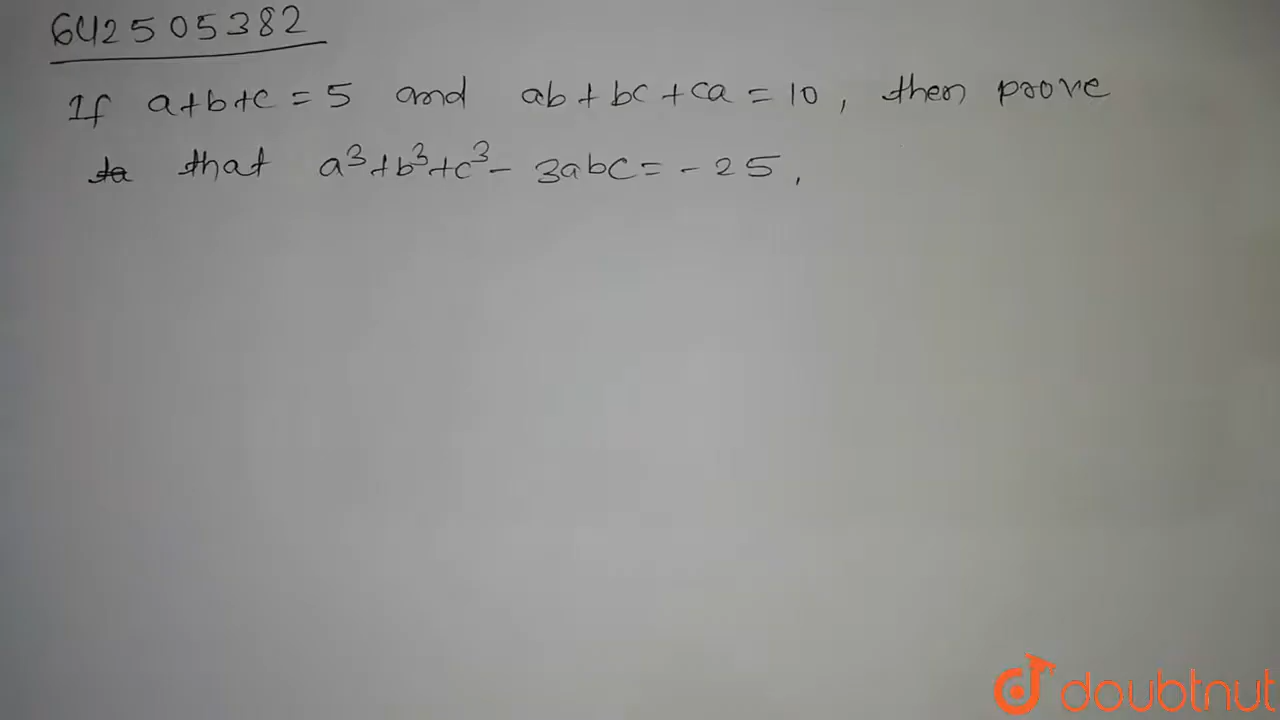 642505382
If a+b+c = 5 and ab+bc+ca = 10, then prove
that a³+b³+c³- 3abc = - 25,
doubtnut